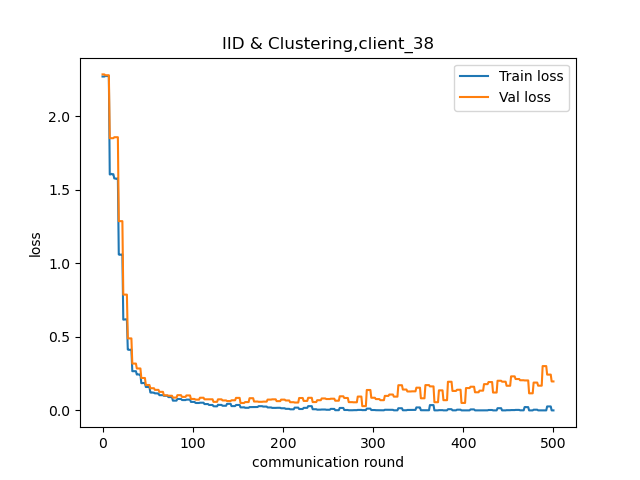 IID & Clustering,client_38
Train loss
Val loss
2.0
1.5
1.0
0.5
0.0
loss
0 100 200 300 400 500
communication round